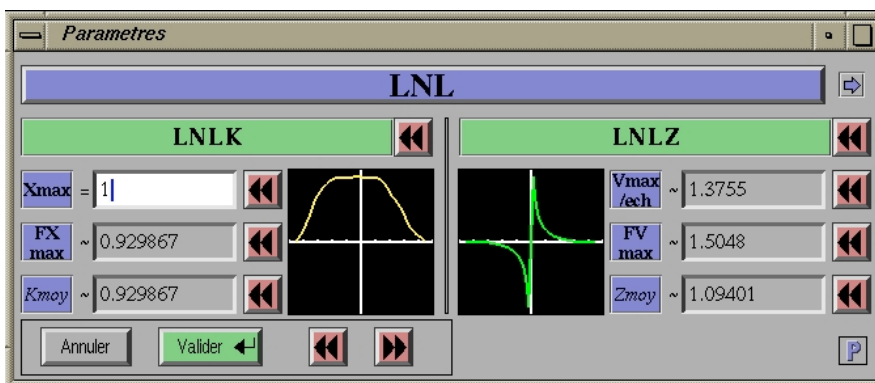 Parametres
LNL
LNLK
LNLZ
Xmax = 1
FX max ~ 0.929867
Kmoy ~ 0.929867
Vmax /ech ~ 1.3755
FV max ~ 1.5048
Zmoy ~ 1.09401
Annuler
Valider
P